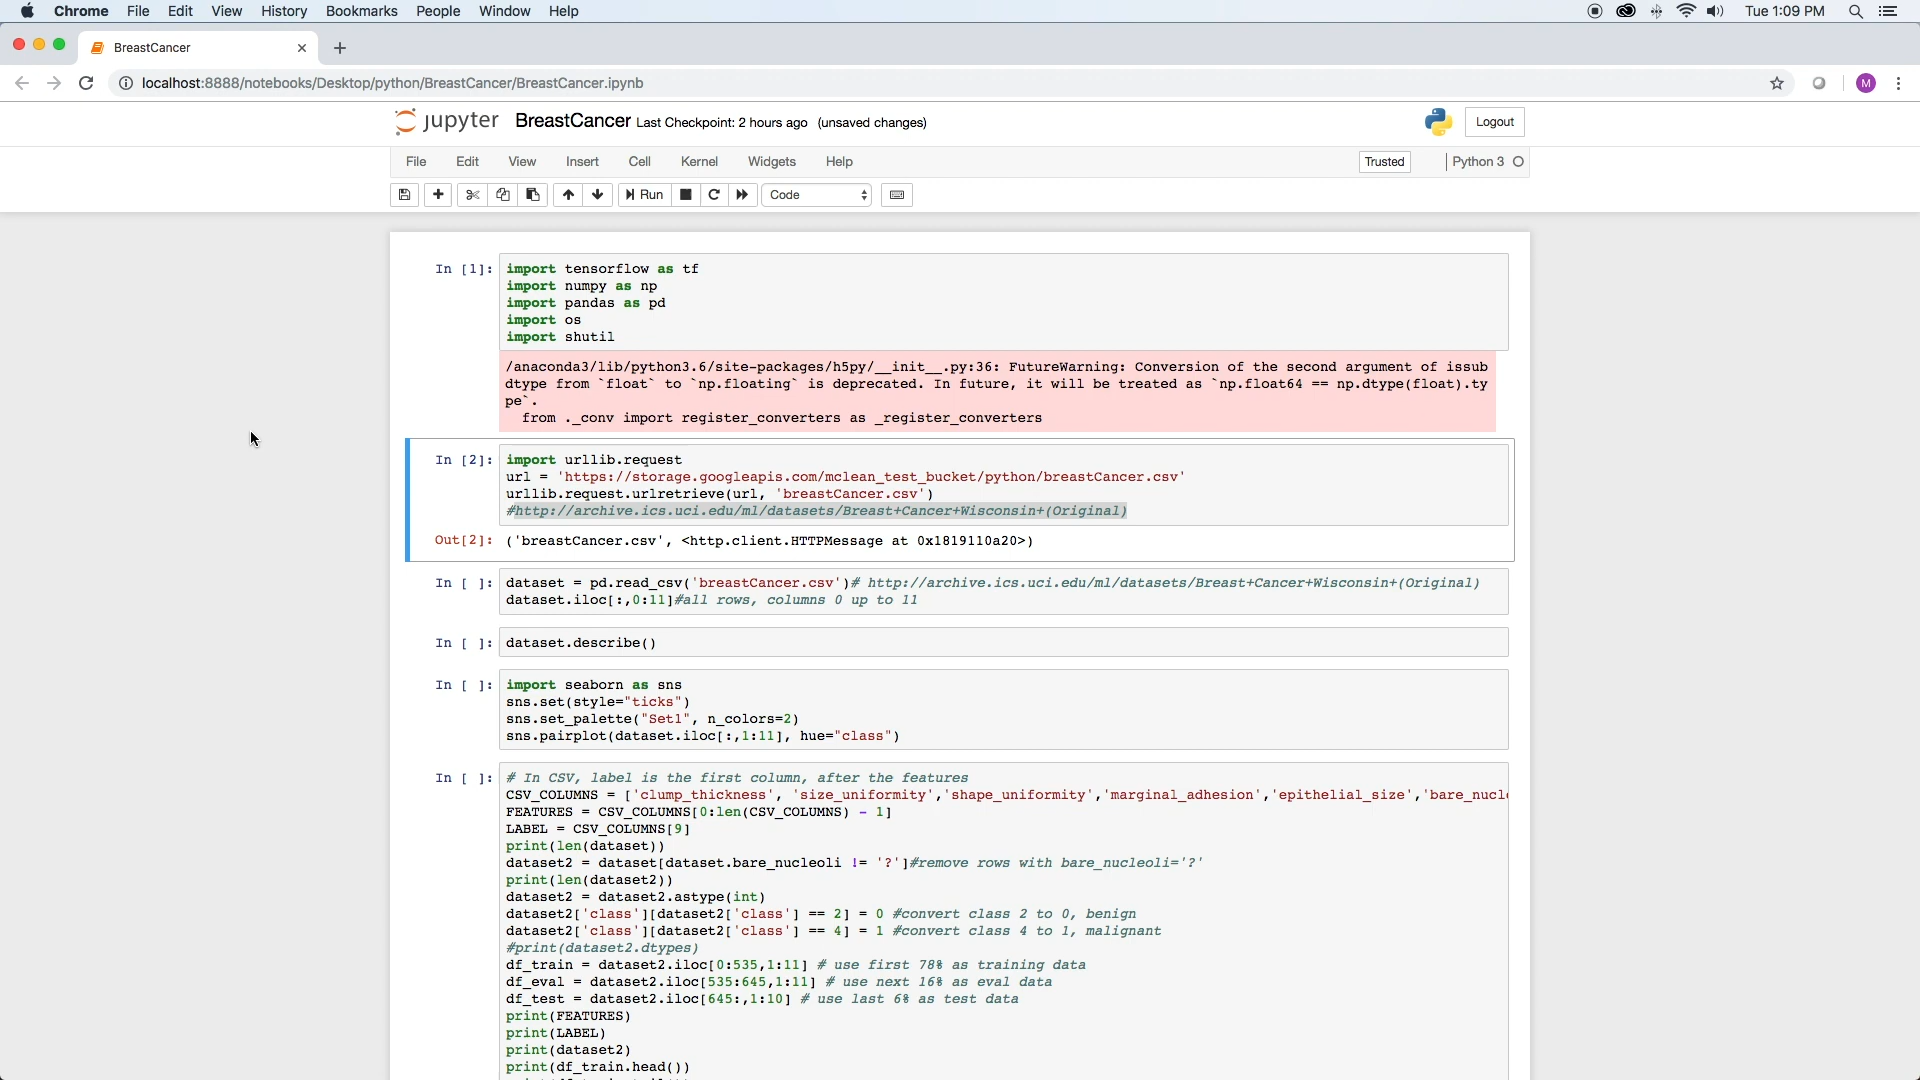 Chrome File Edit View History Bookmarks People Window Help Tue 1:09 PM
BreastCancer
localhost:8888/notebooks/Desktop/python/BreastCancer/BreastCancer.ipynb M
jupyter BreastCancer Last Checkpoint: 2 hours ago (unsaved changes) Logout
File Edit View Insert Cell Kernel Widgets Help Trusted Python 3
Run Code
In [1]: import tensorflow as tf
import numpy as np
import pandas as pd
import os
import shutil
/anaconda3/lib/python3.6/site-packages/h5py/__init__.py:36: FutureWarning: Conversion of the second argument of issub
dtype from `float` to `np.floating` is deprecated. In future, it will be treated as `np.float64 == np.dtype(float).ty
pe`.
from ._conv import register_converters as _register_converters
In [2]: import urllib.request
url = 'https://storage.googleapis.com/mclean_test_bucket/python/breastCancer.csv'
urllib.request.urlretrieve(url, 'breastCancer.csv')
#http://archive.ics.uci.edu/ml/datasets/Breast+Cancer+Wisconsin+(Original)
Out[2]: ('breastCancer.csv', <http.client.HTTPMessage at 0x1819110a20>)
In [ ]: dataset = pd.read_csv('breastCancer.csv')# http://archive.ics.uci.edu/ml/datasets/Breast+Cancer+Wisconsin+(Original)
dataset.iloc[:,0:11]#all rows, columns 0 up to 11
In [ ]: dataset.describe()
In [ ]: import seaborn as sns
sns.set(style="ticks")
sns.set_palette("Set1", n_colors=2)
sns.pairplot(dataset.iloc[:,1:11], hue="class")
In [ ]: # In CSV, label is the first column, after the features
CSV_COLUMNS = ['clump_thickness', 'size_uniformity','shape_uniformity','marginal_adhesion','epithelial_size','bare_nucl
FEATURES = CSV_COLUMNS[0:len(CSV_COLUMNS) - 1]
LABEL = CSV_COLUMNS[9]
print(len(dataset))
dataset2 = dataset[dataset.bare_nucleoli != '?']#remove rows with bare_nucleoli='?'
print(len(dataset2))
dataset2 = dataset2.astype(int)
dataset2['class'][dataset2['class'] == 2] = 0 #convert class 2 to 0, benign
dataset2['class'][dataset2['class'] == 4] = 1 #convert class 4 to 1, malignant
#print(dataset2.dtypes)
df_train = dataset2.iloc[0:535,1:11] # use first 78% as training data
df_eval = dataset2.iloc[535:645,1:11] # use next 16% as eval data
df_test = dataset2.iloc[645:,1:10] # use last 6% as test data
print(FEATURES)
print(LABEL)
print(dataset2)
print(df_train.head())